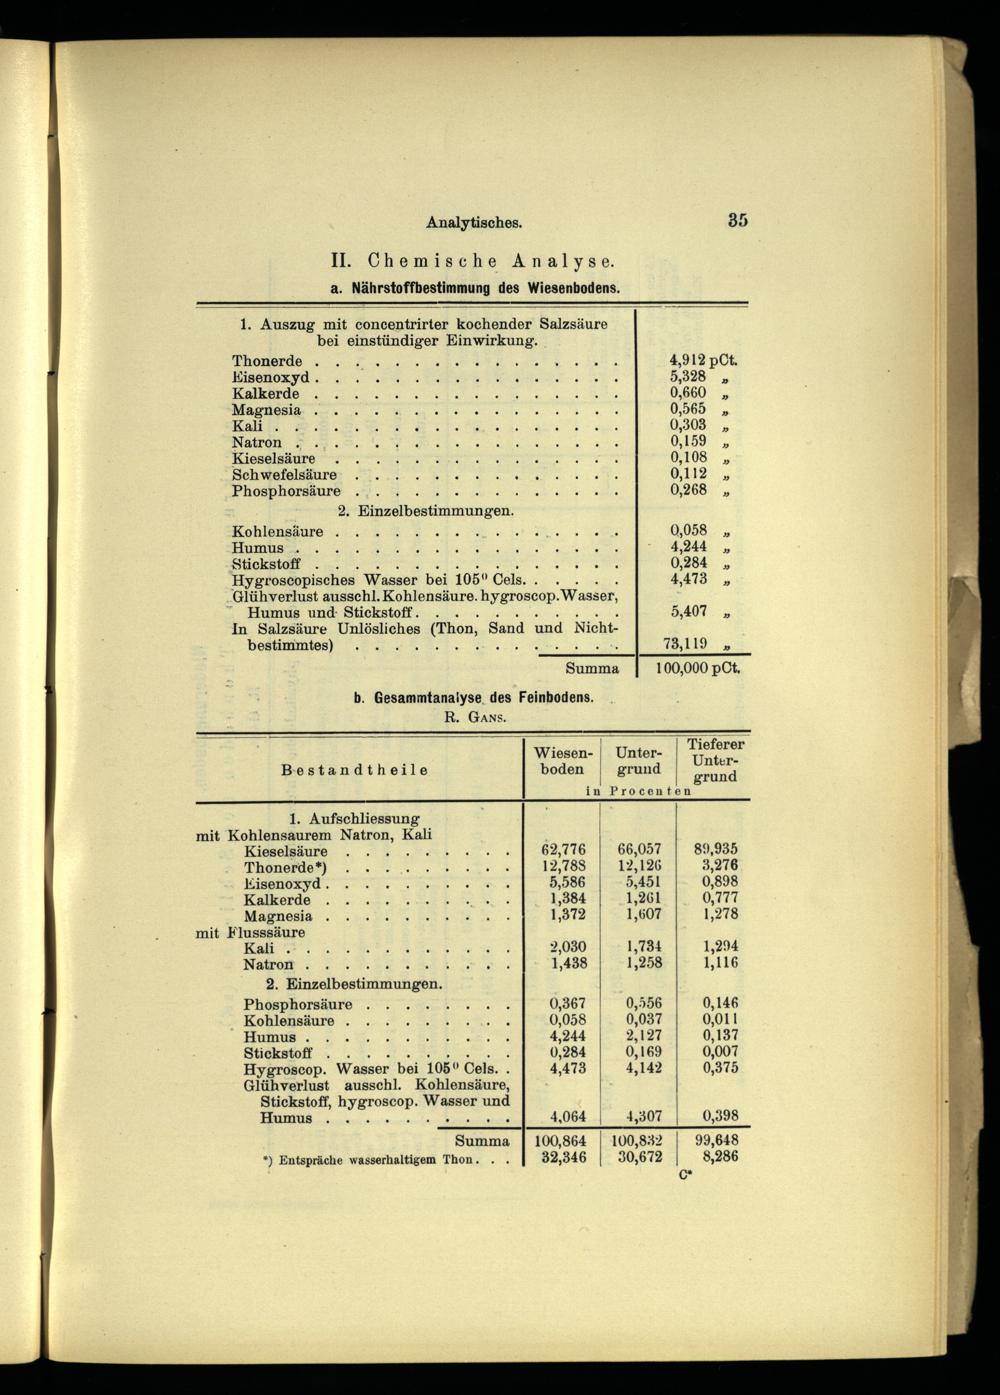 Analytisches. 35
II. Chemische Analyse.
a. Nährstoffbestimmung des Wiesenbodens.
1. Auszug mit concentrirter kochender Salzsäure
bei einstündiger Einwirkung.
Thonerde . . . . . . . . . . . . . . . . 4,912 pCt.
Eisenoxyd . . . . . . . . . . . . . . . . 5,328 „
Kalkerde . . . . . . . . . . . . . . . . 0,660 „
Magnesia . . . . . . . . . . . . . . . . 0,565 „
Kali . . . . . . . . . . . . . . . . . . 0,303 „
Natron . . . . . . . . . . . . . . . . . 0,159 „
Kieselsäure . . . . . . . . . . . . . . . 0,108 „
Schwefelsäure . . . . . . . . . . . . . . 0,112 „
Phosphorsäure . . . . . . . . . . . . . . 0,268 „
2. Einzelbestimmungen.
Kohlensäure . . . . . . . . . . . . . . . 0,058 „
Humus . . . . . . . . . . . . . . . . . 4,244 „
Stickstoff . . . . . . . . . . . . . . . . 0,284 „
Hygroscopisches Wasser bei 105⁰ Cels. . . . . . 4,473 „
Glühverlust ausschl. Kohlensäure. hygroscop. Wasser,
Humus und Stickstoff . . . . . . . . . . . 5,407 „
In Salzsäure Unlösliches (Thon, Sand und Nicht-
bestimmtes) . . . . . . . . . . . . . . 73,119 „
Summa 100,000 pCt.
b. Gesammtanalyse des Feinbodens.
R. Gans.
Bestandtheile Wiesen- Unter- Tieferer
boden grund Unter-
grund
in Procenten
1. Aufschliessung
mit Kohlensaurem Natron, Kali
Kieselsäure . . . . . . . . . 62,776 66,057 89,935
Thonerde*) . . . . . . . . . 12,788 12,126 3,276
Eisenoxyd . . . . . . . . . . 5,586 5,451 0,898
Kalkerde . . . . . . . . . . 1,384 1,261 0,777
Magnesia . . . . . . . . . . 1,372 1,607 1,278
mit Flusssäure
Kali . . . . . . . . . . . . 2,030 1,734 1,294
Natron . . . . . . . . . . . 1,438 1,258 1,116
2. Einzelbestimmungen.
Phosphorsäure . . . . . . . . 0,367 0,556 0,146
Kohlensäure . . . . . . . . . 0,058 0,037 0,011
Humus . . . . . . . . . . . 4,244 2,127 0,137
Stickstoff . . . . . . . . . . 0,284 0,169 0,007
Hygroscop. Wasser bei 105⁰ Cels. . 4,473 4,142 0,375
Glühverlust ausschl. Kohlensäure,
Stickstoff, hygroscop. Wasser und
Humus . . . . . . . . . . 4,064 4,307 0,398
Summa 100,864 100,832 99,648
*) Entspräche wasserhaltigem Thon . . . 32,346 30,672 8,286
C*